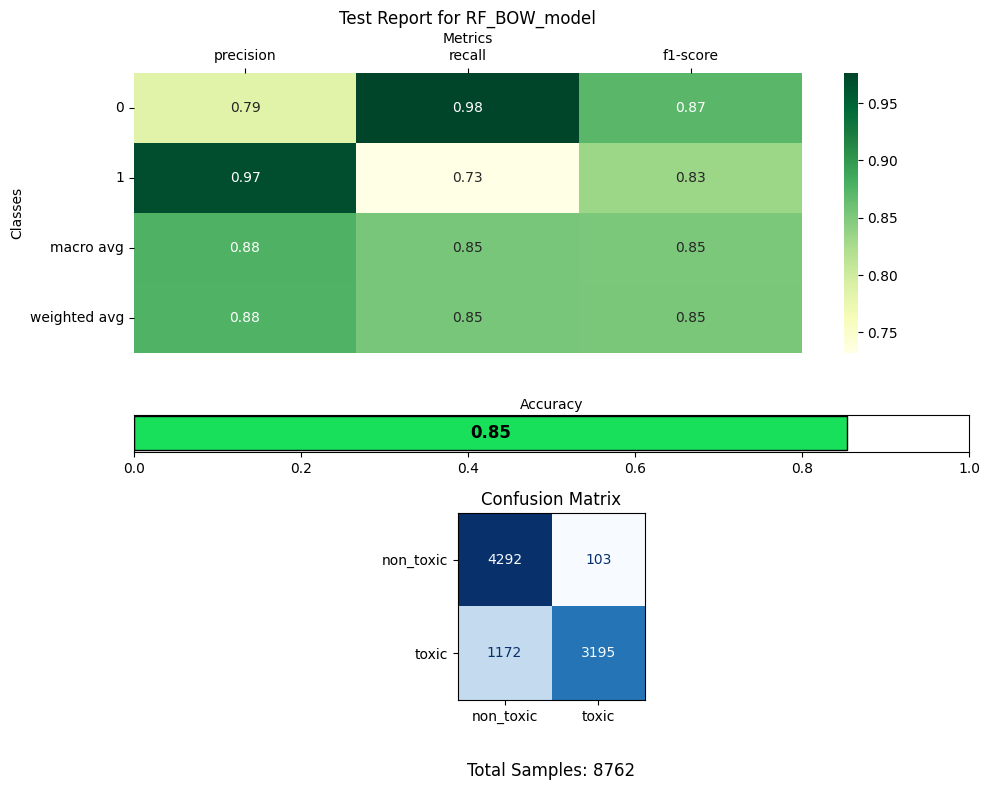 Test Report for RF_BOW_model
Metrics
precision recall f1-score
Classes
0 0.79 0.98 0.87 0.95
1 0.97 0.73 0.83 0.90
macro avg 0.88 0.85 0.85 0.85
weighted avg 0.88 0.85 0.85 0.80
0.75
Accuracy
0.85
0.0 0.2 0.4 0.6 0.8 1.0
Confusion Matrix
non_toxic 4292 103
toxic 1172 3195
non_toxic toxic
Total Samples: 8762